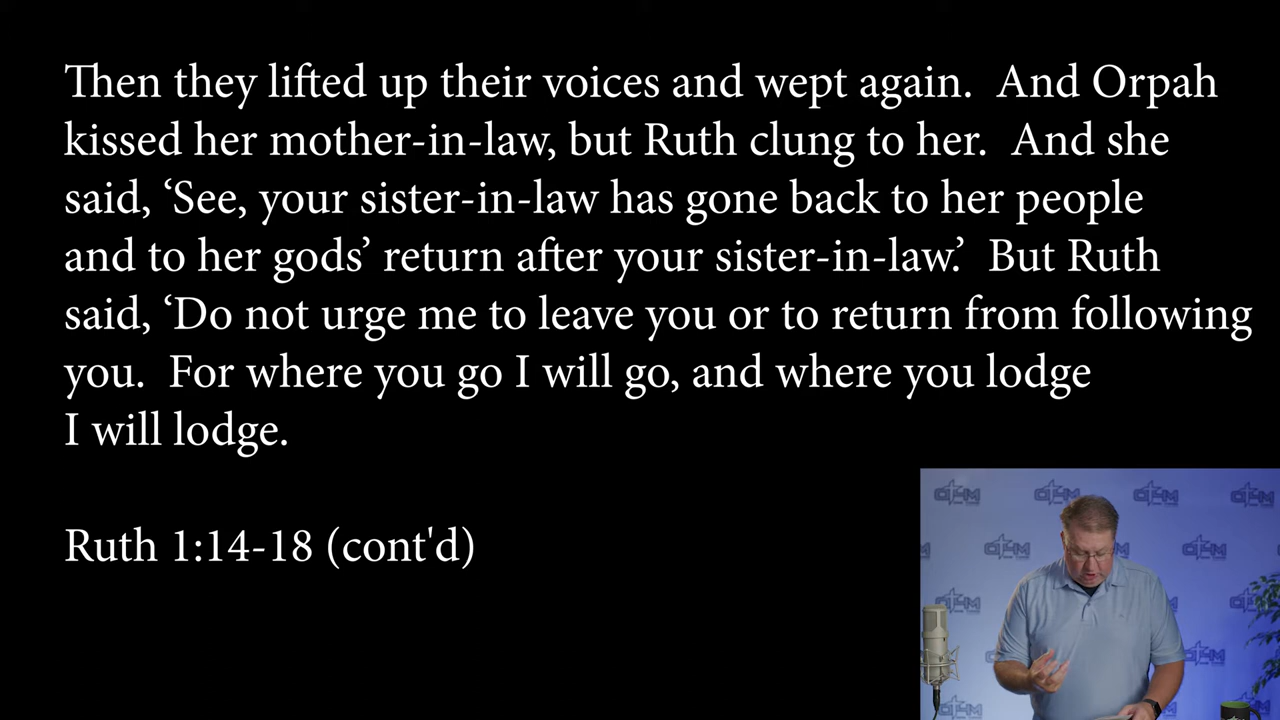 Then they lifted up their voices and wept again.  And Orpah
kissed her mother-in-law, but Ruth clung to her.  And she
said, ‘See, your sister-in-law has gone back to her people
and to her gods’ return after your sister-in-law.’  But Ruth
said, ‘Do not urge me to leave you or to return from following
you.  For where you go I will go, and where you lodge
I will lodge.
Ruth 1:14-18 (cont'd)